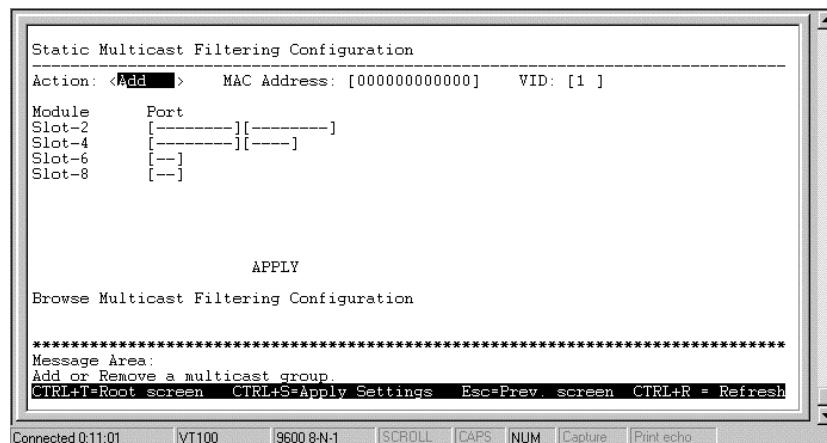 Static Multicast Filtering Configuration
--------------------------------------------------------------------------------
Action: <Add    >    MAC Address: [000000000000]    VID: [1 ]
Module    Port
Slot-2    [--------][--------]
Slot-4    [--------][----]
Slot-6    [--]
Slot-8    [--]
APPLY
Browse Multicast Filtering Configuration
********************************************************************************
Message Area:
Add or Remove a multicast group.
CTRL+T=Root screen    CTRL+S=Apply Settings    Esc=Prev. screen    CTRL+R = Refresh
Connected 0:11:01    VT100    9600 8-N-1    SCROLL    CAPS    NUM    Capture    Print echo